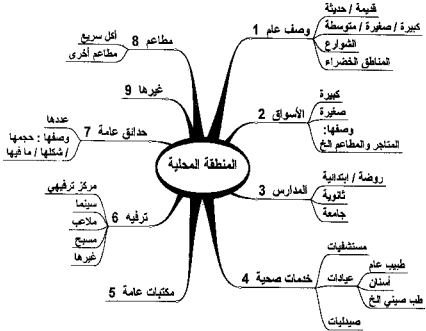 المنطقة المحلية
وصف عام 1
قديمة / حديثة
كبيرة / صغيرة / متوسطة
الشوارع
المناطق الخضراء
الأسواق 2
كبيرة
صغيرة
وصفها:
المتاجر والمطاعم الخ
المدارس 3
روضة / ابتدائية
ثانوية
جامعة
خدمات صحية 4
مستشفيات
عيادات
طبيب عام
أسنان
طب صيني الخ
صيدليات
مكتبات عامة 5
ترفيه 6
مركز ترفيهي
سينما
ملاعب
مسبح
غيرها
حدائق عامة 7
عددها
وصفها : حجمها
/ شكلها / ما فيها
مطاعم 8
أكل سريع
مطاعم أخرى
غيرها 9